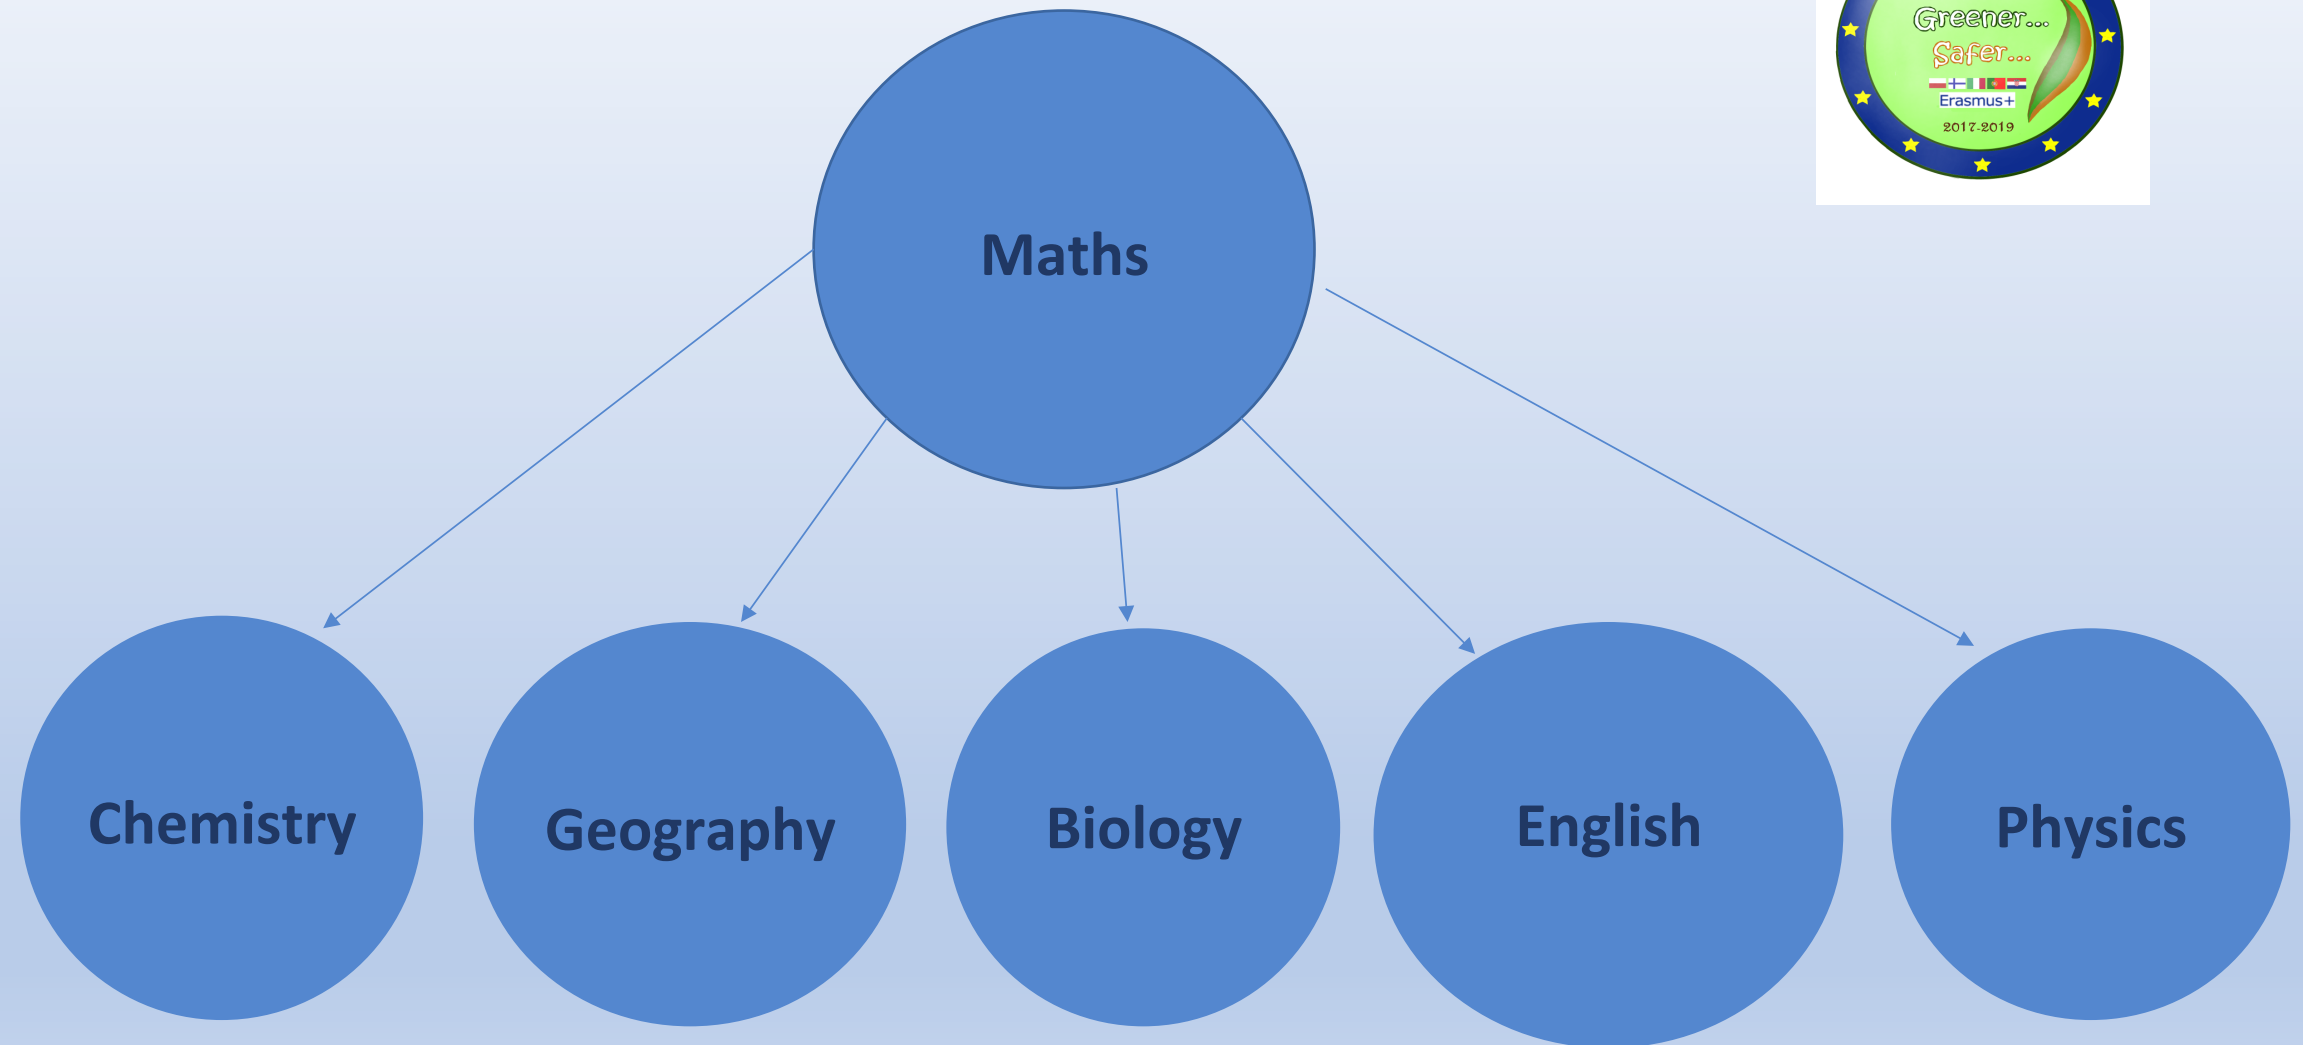 Greener...
Safer...
Erasmus+
2017-2019
Maths
Chemistry
Geography
Biology
English
Physics